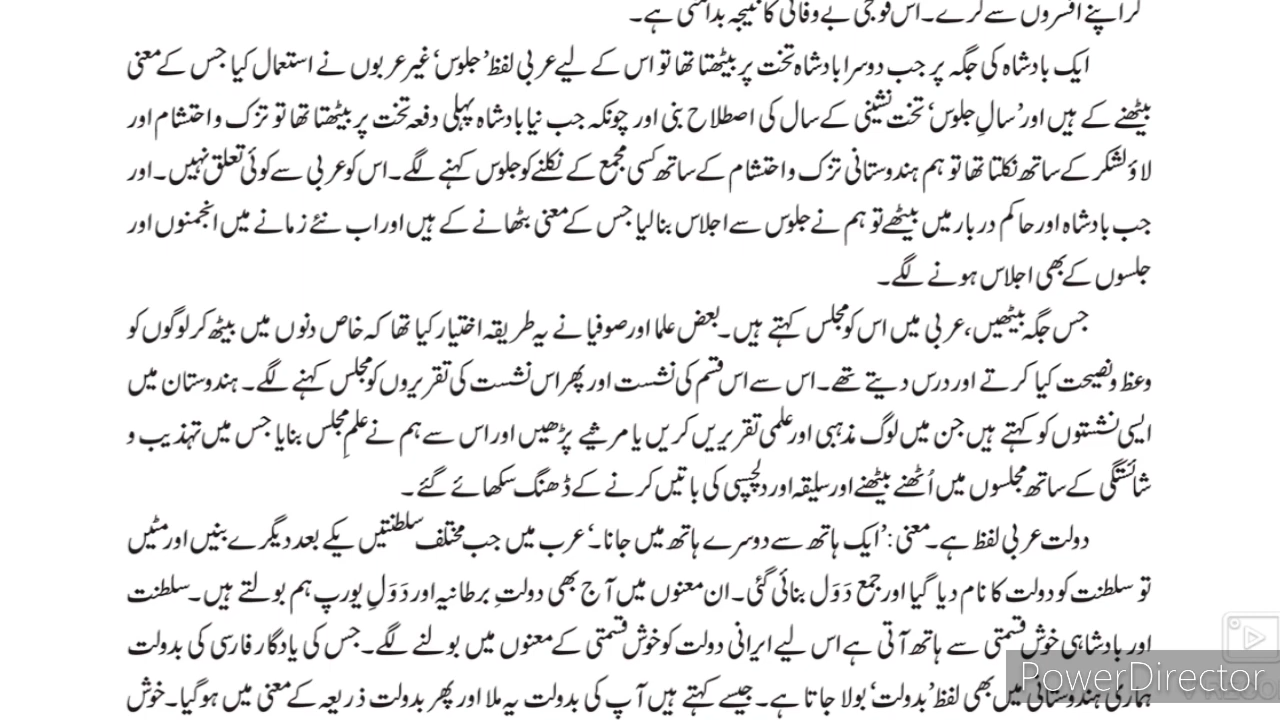 کر اپنے افسروں سے کرے۔ اس فوجی بے وفائی کا نتیجہ بدامنی ہے۔
ایک بادشاہ کی جگہ پر جب دوسرا بادشاہ تخت پر بیٹھتا تھا تو اس کے لیے عربی لفظ ’جلوس‘ غیر عربوں نے استعمال کیا جس کے معنی
بیٹھنے کے ہیں اور ’سالِ جلوس‘ تخت نشینی کے سال کی اصطلاح بنی اور چونکہ جب نیا بادشاہ پہلی دفعہ تخت پر بیٹھتا تھا تو تزک و احتشام اور
لاؤ لشکر کے ساتھ نکلتا تھا تو ہم ہندوستانی تزک و احتشام کے ساتھ کسی مجمع کے نکلنے کو جلوس کہنے لگے۔ اس کو عربی سے کوئی تعلق نہیں۔ اور
جب بادشاہ اور حاکم دربار میں بیٹھے تو ہم نے جلوس سے اجلاس بنالیا جس کے معنی بٹھانے کے ہیں اور اب نئے زمانے میں انجمنوں اور
جلسوں کے بھی اجلاس ہونے لگے۔
جس جگہ بیٹھیں، عربی میں اس کو مجلس کہتے ہیں۔ بعض علما اور صوفیا نے یہ طریقہ اختیار کیا تھا کہ خاص دنوں میں بیٹھ کر لوگوں کو
وعظ و نصیحت کیا کرتے اور درس دیتے تھے۔ اس سے اس قسم کی نشست اور پھر اس نشست کی تقریروں کو مجلس کہنے لگے۔ ہندوستان میں
ایسی نشستوں کو کہتے ہیں جن میں لوگ مذہبی اور علمی تقریریں کریں یا مرثیے پڑھیں اور اس سے ہم نے علمِ مجلس بنایا جس میں تہذیب و
شائستگی کے ساتھ مجلسوں میں اُٹھنے بیٹھنے اور سلیقہ اور دلچسپی کی باتیں کرنے کے ڈھنگ سکھائے گئے۔
دولت عربی لفظ ہے۔ معنی: ’ایک ہاتھ سے دوسرے ہاتھ میں جانا۔‘ عرب میں جب مختلف سلطنتیں یکے بعد دیگرے بنیں اور مٹیں
تو سلطنت کو دولت کا نام دیا گیا اور جمع دَوَل بنائی گئی۔ ان معنوں میں آج بھی دولتِ برطانیہ اور دَوَلِ یورپ ہم بولتے ہیں۔ سلطنت
اور بادشاہی خوش قسمتی سے ہاتھ آتی ہے اس لیے ایرانی دولت کو خوش قسمتی کے معنوں میں بولنے لگے۔ جس کی یادگار فارسی کی بدولت
ہماری ہندوستانی میں بھی لفظ ’بدولت‘ بولا جاتا ہے۔ جیسے کہتے ہیں آپ کی بدولت یہ ملا اور پھر بدولت ذریعہ کے معنی میں ہوگیا۔ خوش
PowerDirector